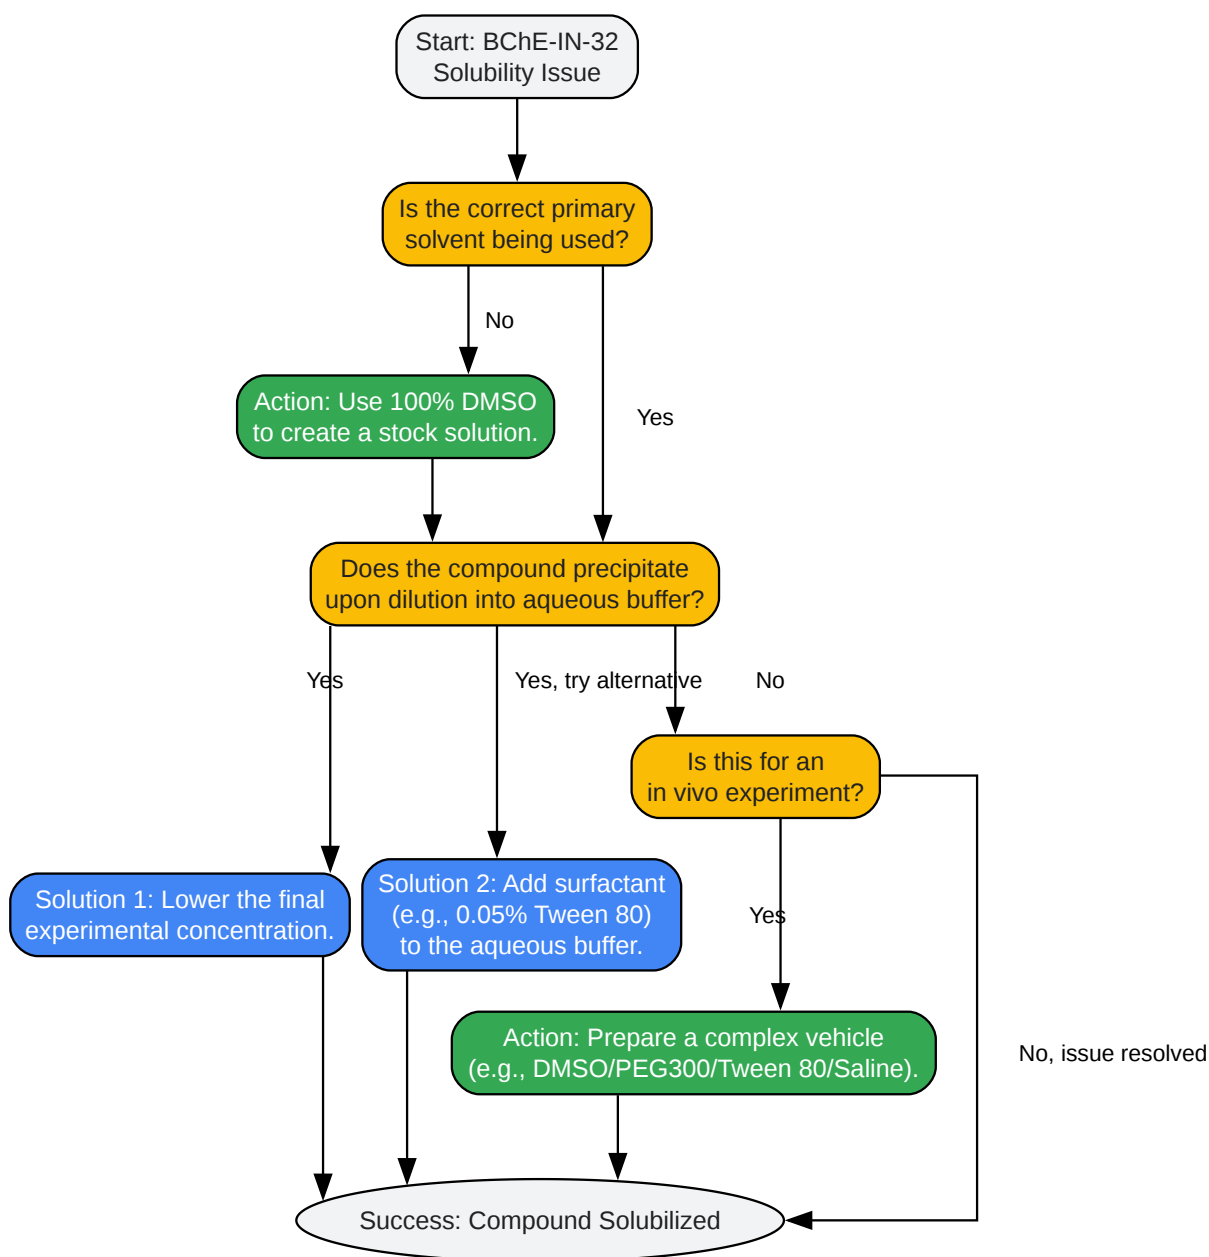 Start: BChE-IN-32
Solubility Issue
Is the correct primary
solvent being used?
No
Action: Use 100% DMSO
to create a stock solution.
Yes
Does the compound precipitate
upon dilution into aqueous buffer?
Yes
Yes, try alternative
No
Is this for an
in vivo experiment?
Solution 1: Lower the final
experimental concentration.
Solution 2: Add surfactant
(e.g., 0.05% Tween 80)
to the aqueous buffer.
Yes
Action: Prepare a complex vehicle
(e.g., DMSO/PEG300/Tween 80/Saline).
No, issue resolved
Success: Compound Solubilized